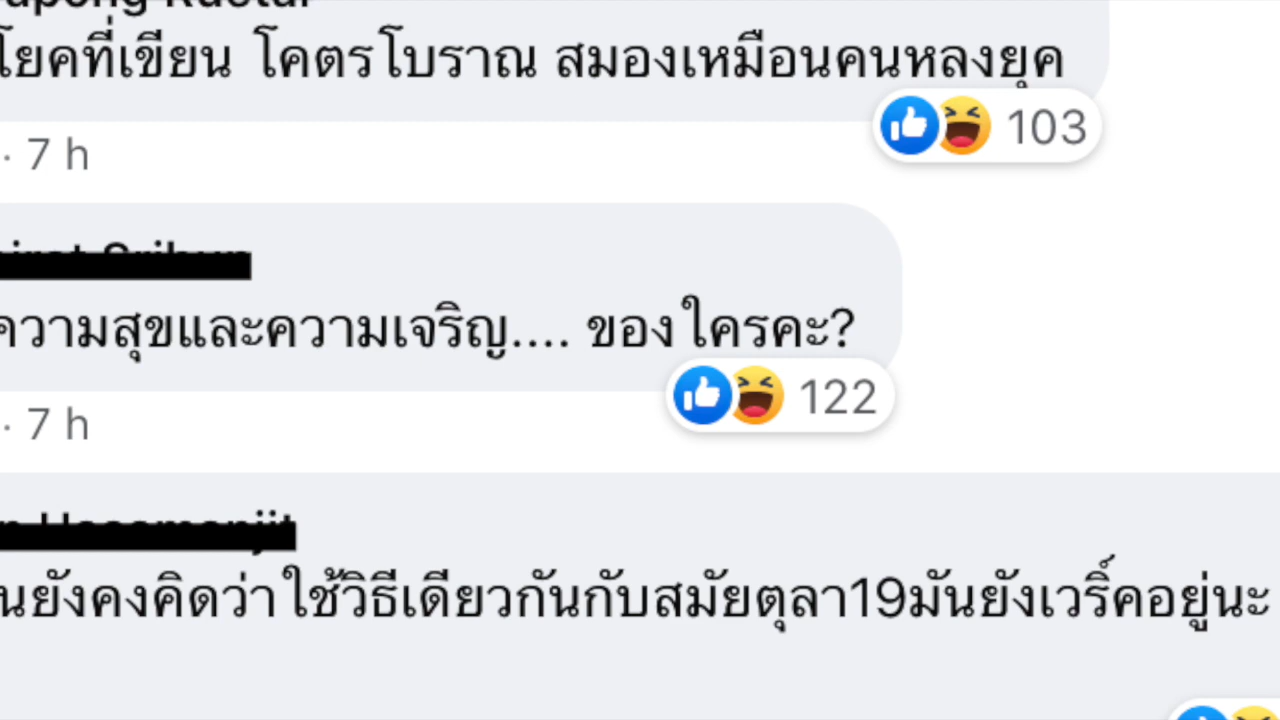 โยคที่เขียน โคตรโบราณ สมองเหมือนคนหลงยุค
103
· 7 h
ความสุขและความเจริญ.... ของใครคะ?
122
· 7 h
นยังคงคิดว่าใช้วิธีเดียวกันกับสมัยตุลา19มันยังเวริ์คอยู่นะ